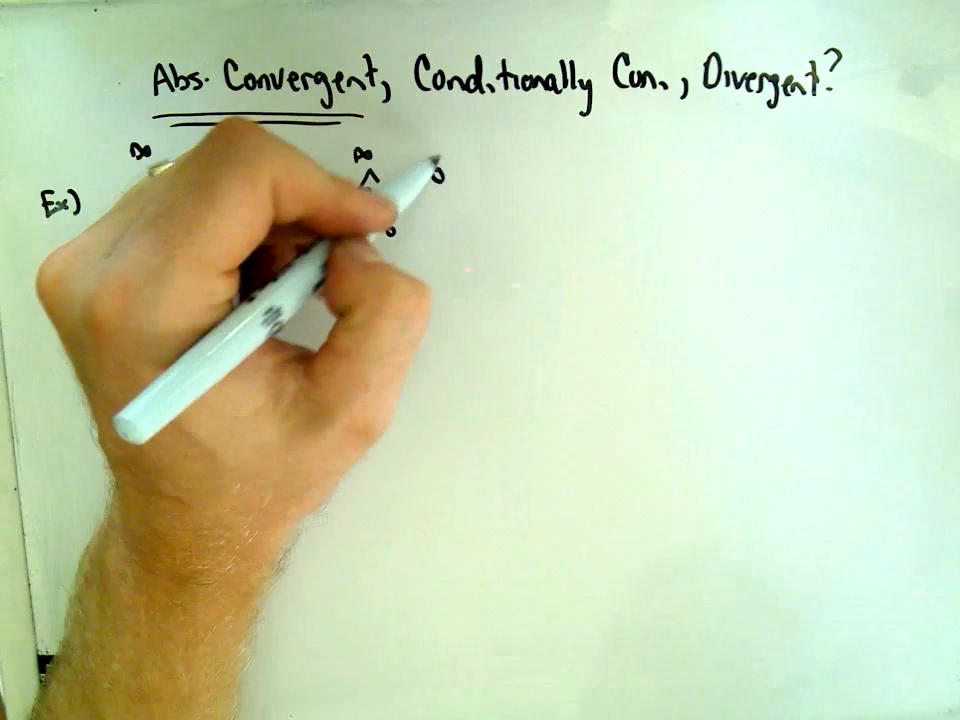 Abs. Convergent, Conditionally Con., Divergent?
∞ ∞
Ex)